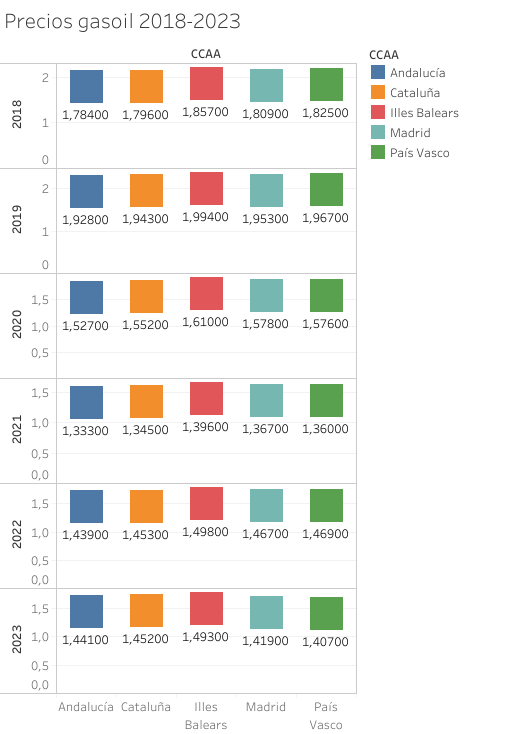 Precios gasoil 2018-2023
CCAA
CCAA
Andalucía
Cataluña
Illes Balears
Madrid
País Vasco
2018
2
1
0
1,78400 1,79600 1,85700 1,80900 1,82500
2019
2
1
0
1,92800 1,94300 1,99400 1,95300 1,96700
2020
1,5
1,0
0,5
1,52700 1,55200 1,61000 1,57800 1,57600
2021
1,5
1,0
0,5
0,0
1,33300 1,34500 1,39600 1,36700 1,36000
2022
1,5
1,0
0,5
0,0
1,43900 1,45300 1,49800 1,46700 1,46900
2023
1,5
1,0
0,5
0,0
1,44100 1,45200 1,49300 1,41900 1,40700
Andalucía Cataluña Illes Madrid País
Balears Vasco